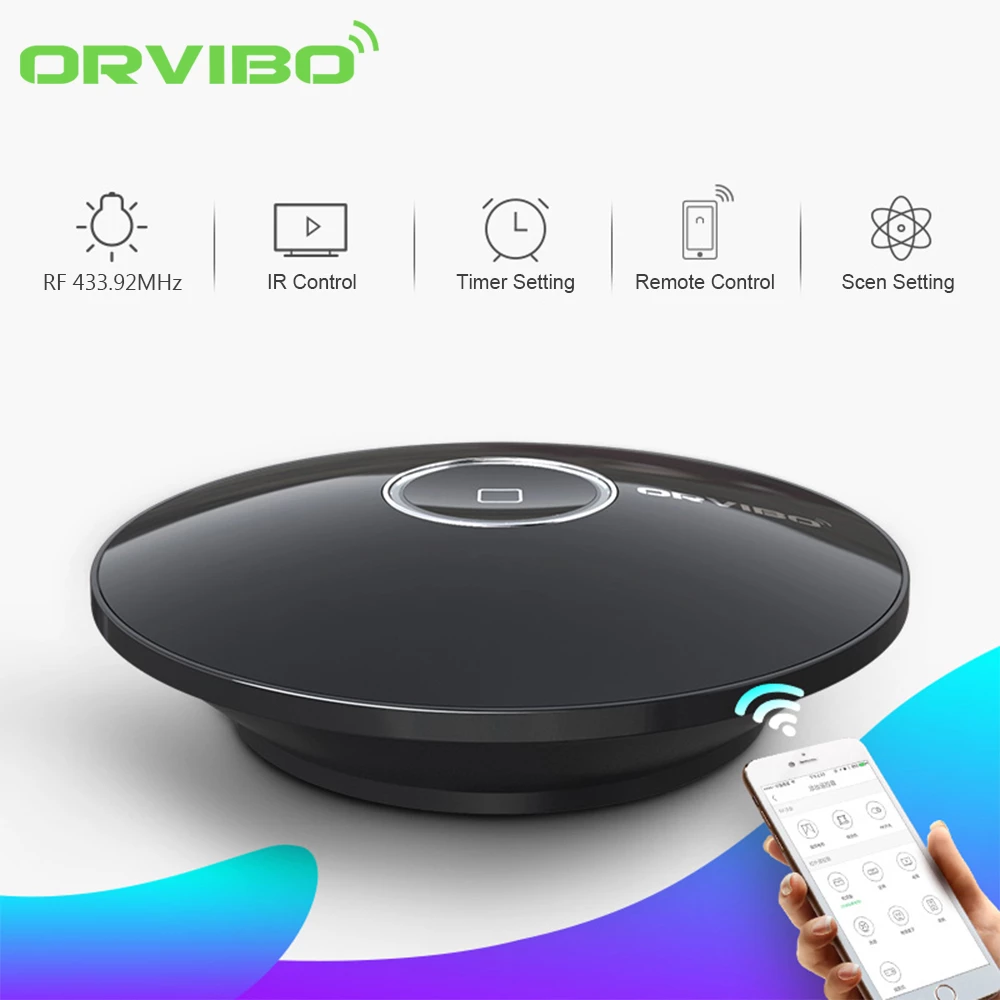 ORVIBO
RF 433.92MHz
IR Control
Timer Setting
Remote Control
Scen Setting
ORVIBO